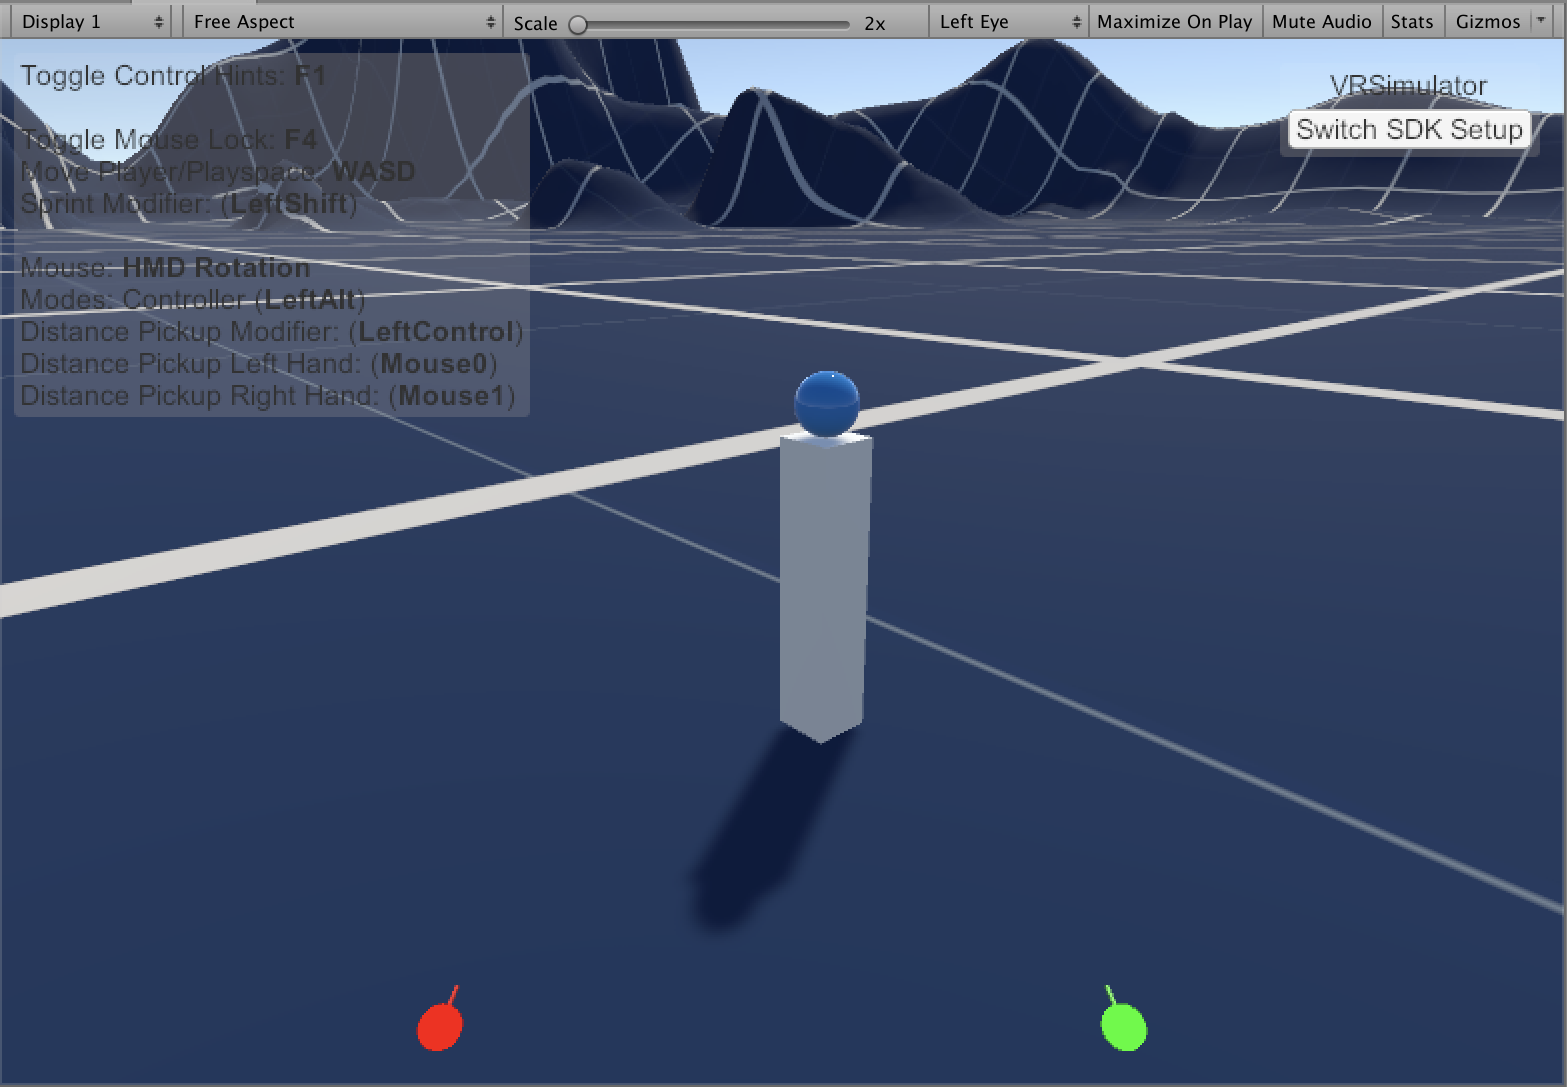 Display 1
Free Aspect
Scale
2x
Left Eye
Maximize On Play
Mute Audio
Stats
Gizmos
Toggle Control Hints: F1
Toggle Mouse Lock: F4
Move Player/Playspace: WASD
Sprint Modifier: (LeftShift)
Mouse: HMD Rotation
Modes: Controller (LeftAlt)
Distance Pickup Modifier: (LeftControl)
Distance Pickup Left Hand: (Mouse0)
Distance Pickup Right Hand: (Mouse1)
VRSimulator
Switch SDK Setup